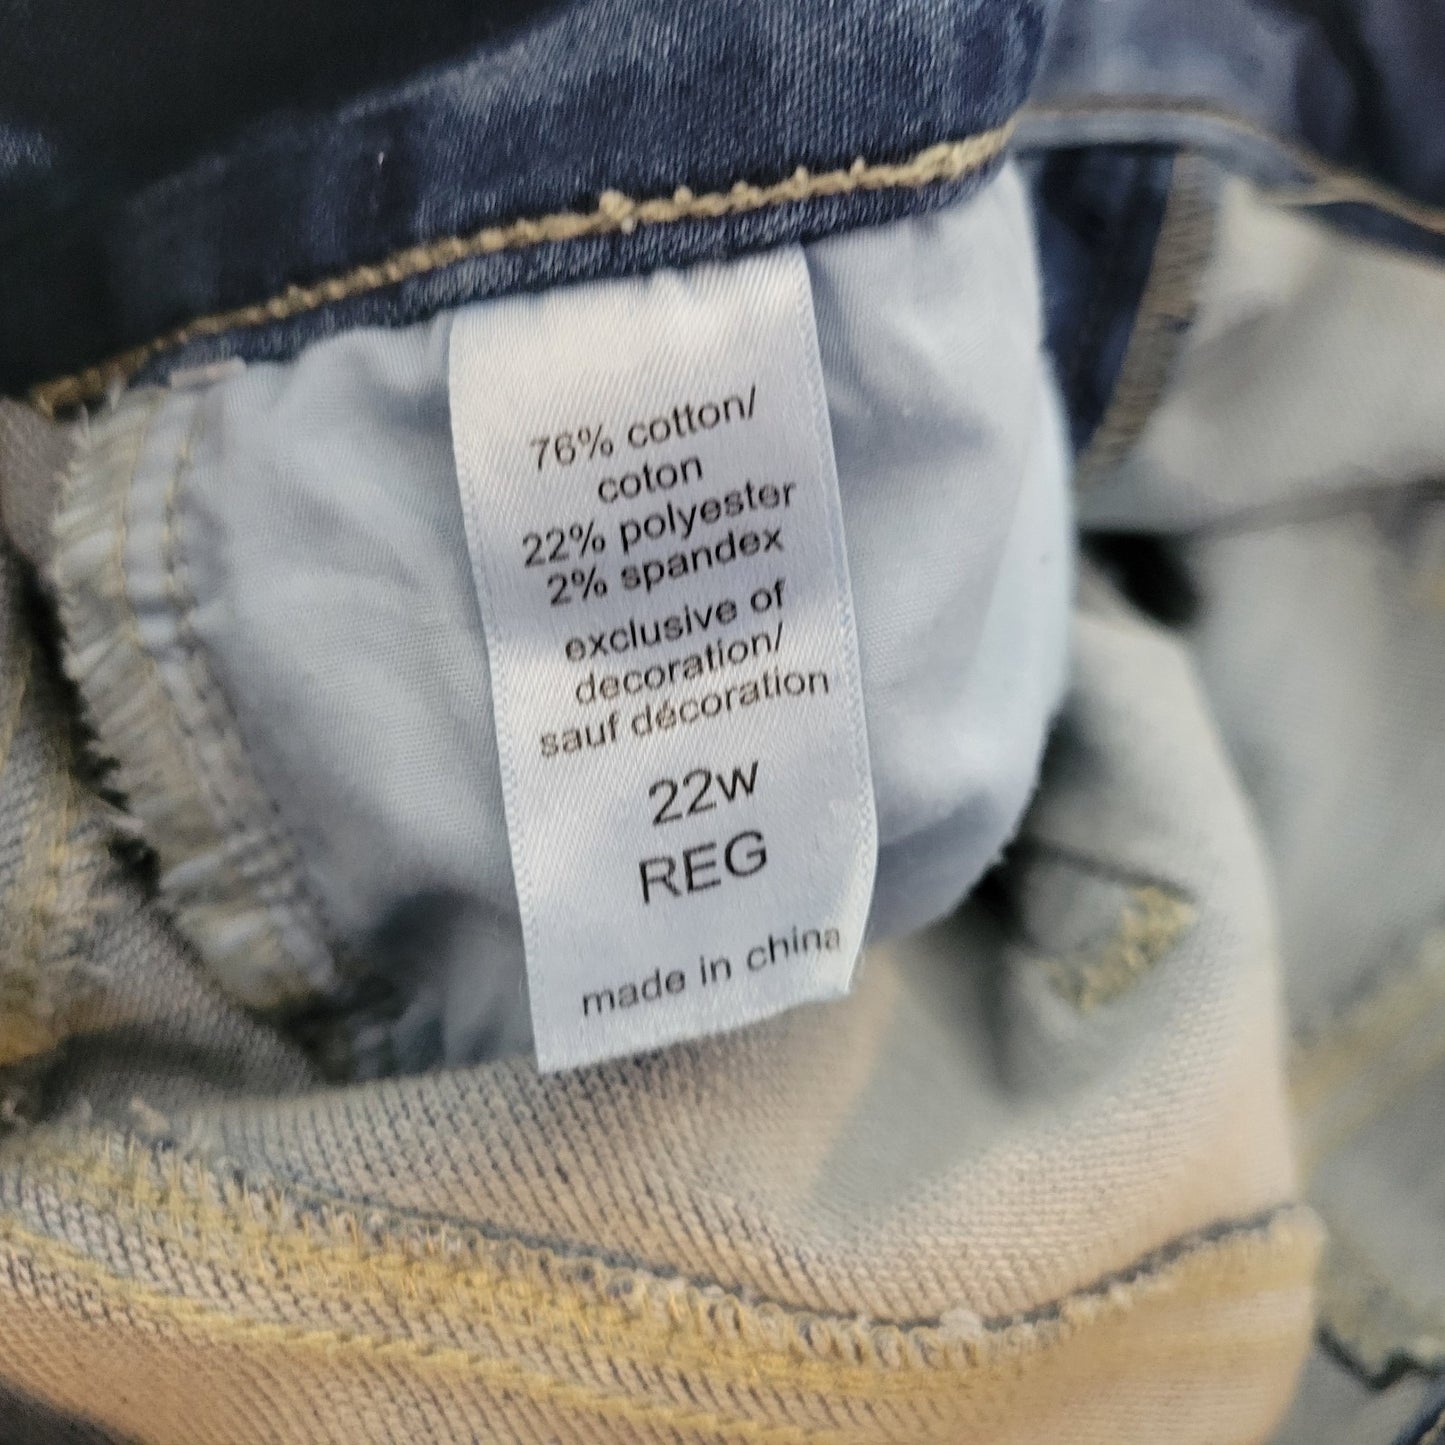 76% cotton/
coton
22% polyester
2% spandex
exclusive of
decoration/
sauf décoration
22w
REG
made in china